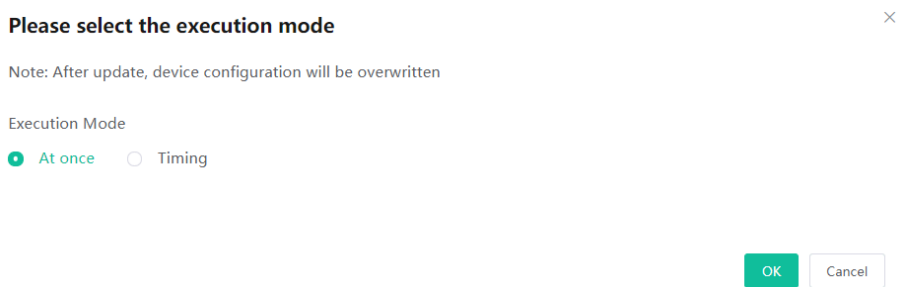 Please select the execution mode
Note: After update, device configuration will be overwritten
Execution Mode
At once Timing
OK Cancel